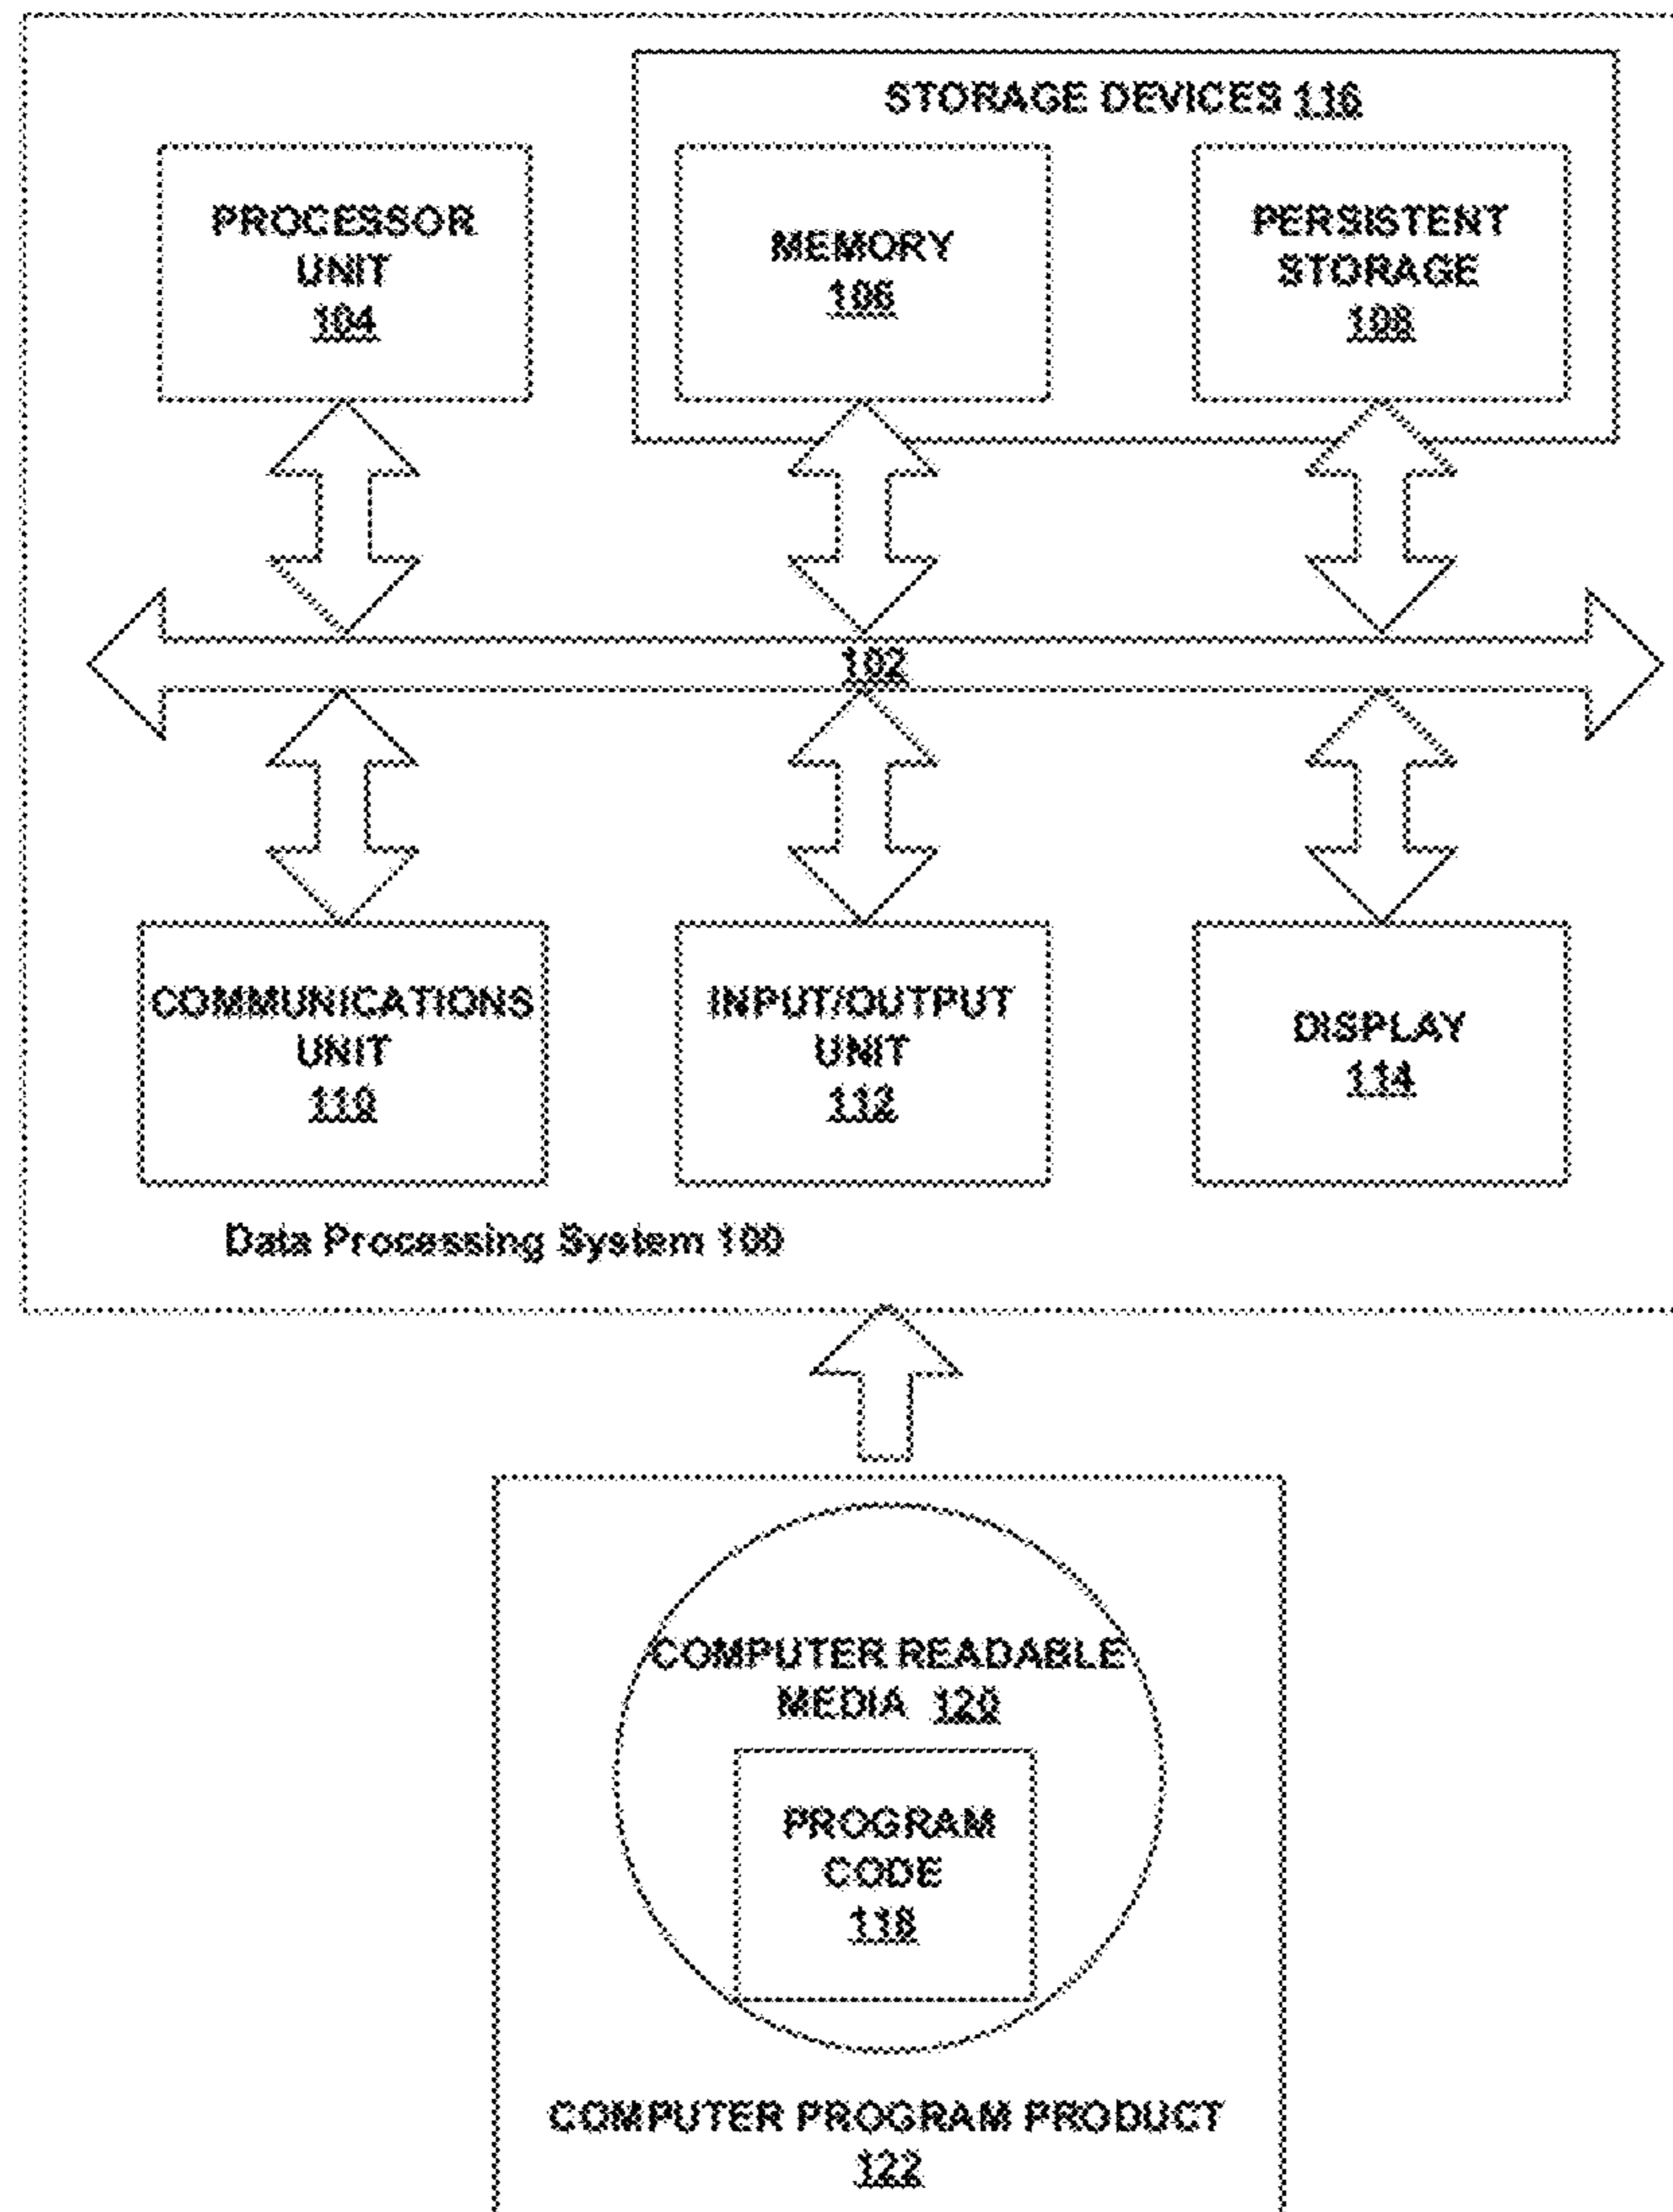 STORAGE DEVICES 116
PROCESSOR
UNIT
104
MEMORY
106
PERSISTENT
STORAGE
108
102
COMMUNICATIONS
UNIT
110
INPUT/OUTPUT
UNIT
112
DISPLAY
114
Data Processing System 100
COMPUTER READABLE
MEDIA 120
PROGRAM
CODE
118
COMPUTER PROGRAM PRODUCT
122